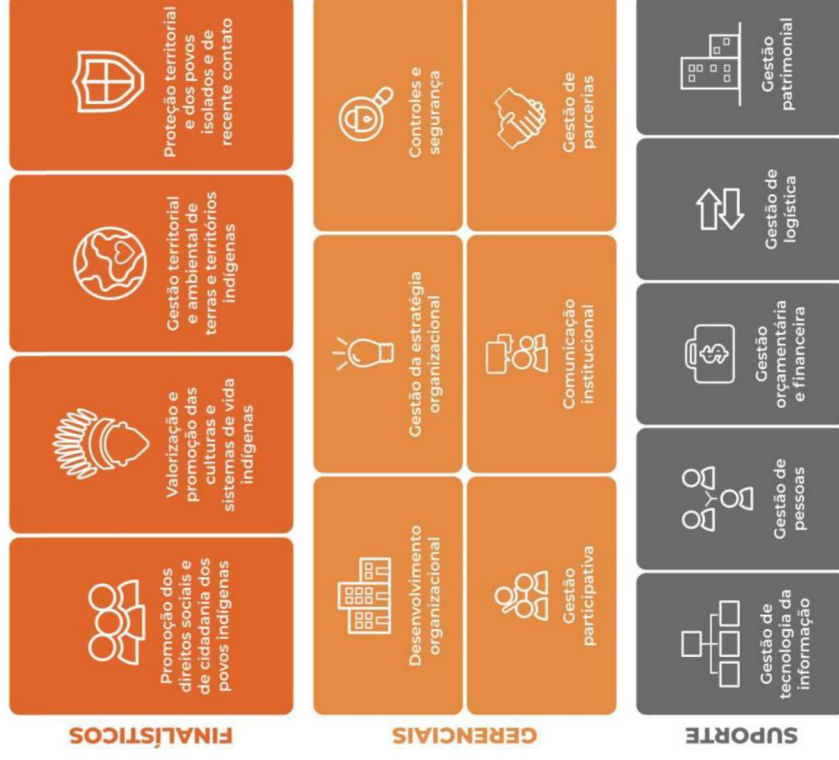 FINALÍSTICOS
Promoção dos
direitos sociais e
de cidadania dos
povos indígenas
Valorização e
promoção das
culturas e
sistemas de vida
indígenas
Gestão territorial
e ambiental de
terras e territórios
indígenas
Proteção territorial
e dos povos
isolados e de
recente contato
GERENCIAIS
Desenvolvimento
organizacional
Gestão da estratégia
organizacional
Controles e
segurança
Gestão
participativa
Comunicação
institucional
Gestão de
parcerias
SUPORTE
Gestão de
tecnologia da
informação
Gestão de
pessoas
Gestão
orçamentária
e financeira
Gestão de
logística
Gestão
patrimonial